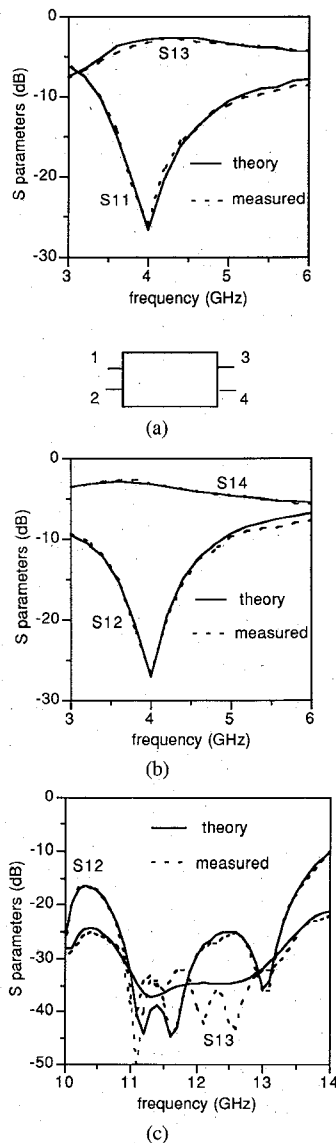 0
S13
-10
S parameters (dB)
theory
-20
S11
measured
-30
3 4 5 6
frequency (GHz)
1 3
2 4
(a)
0
S14
-10
S parameters (dB)
theory
-20
S12
measured
-30
3 4 5 6
frequency (GHz)
(b)
0
theory
-10
S12
measured
-20
S parameters (dB)
-30
-40
S13
-50
10 11 12 13 14
frequency (GHz)
(c)